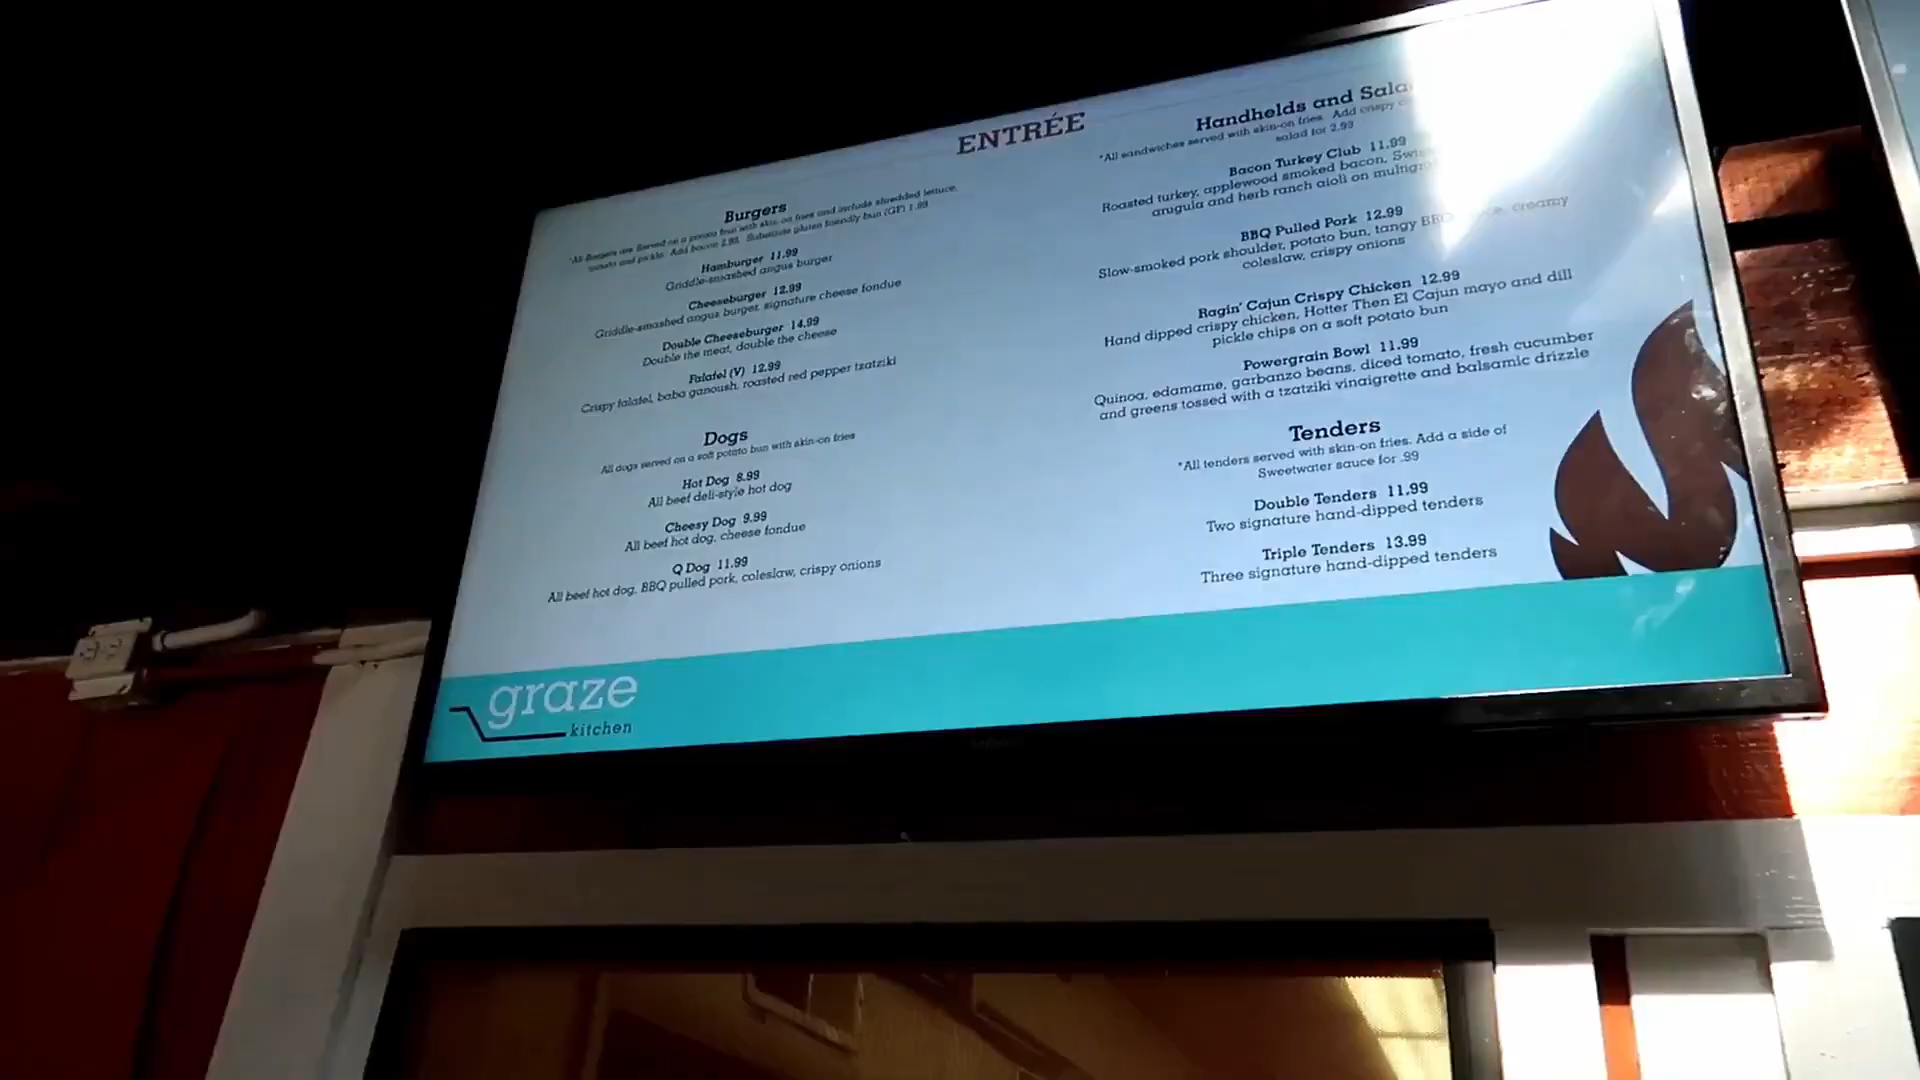 ENTRÉE
Burgers
*All Burgers are Served on a potato bun with skin on fries and include shredded lettuce,
tomato and pickle. Add bacon 2.99. Substitute gluten friendly bun (GF) 1.99
Hamburger 11.99
Griddle-smashed angus burger
Cheeseburger 12.99
Griddle-smashed angus burger, signature cheese fondue
Double Cheeseburger 14.99
Double the meat, double the cheese
Falafel (V) 12.99
Crispy falafel, baba ganoush, roasted red pepper tzatziki
Dogs
All dogs served on a soft potato bun with skin-on fries
Hot Dog 8.99
All beef deli-style hot dog
Cheesy Dog 9.99
All beef hot dog, cheese fondue
Q Dog 11.99
All beef hot dog, BBQ pulled pork, coleslaw, crispy onions
Handhelds and
*All sandwiches served with skin-on fries. Add crispy
salad for 2.99
Bacon Turkey Club 11.99
Roasted turkey, applewood smoked bacon,
arugula and herb ranch aioli on
BBQ Pulled Pork 12.99
Slow-smoked pork shoulder, potato bun, tangy BBQ creamy
coleslaw, crispy onions
Ragin' Cajun Crispy Chicken 12.99
Hand dipped crispy chicken, Hotter Then El Cajun mayo and dill
pickle chips on a soft potato bun
Powergrain Bowl 11.99
Quinoa, edamame, garbanzo beans, diced tomato, fresh cucumber
and greens tossed with a tzatziki vinaigrette and balsamic drizzle
Tenders
*All tenders served with skin-on fries. Add a side of
Sweetwater sauce for .99
Double Tenders 11.99
Two signature hand-dipped tenders
Triple Tenders 13.99
Three signature hand-dipped tenders
graze
kitchen